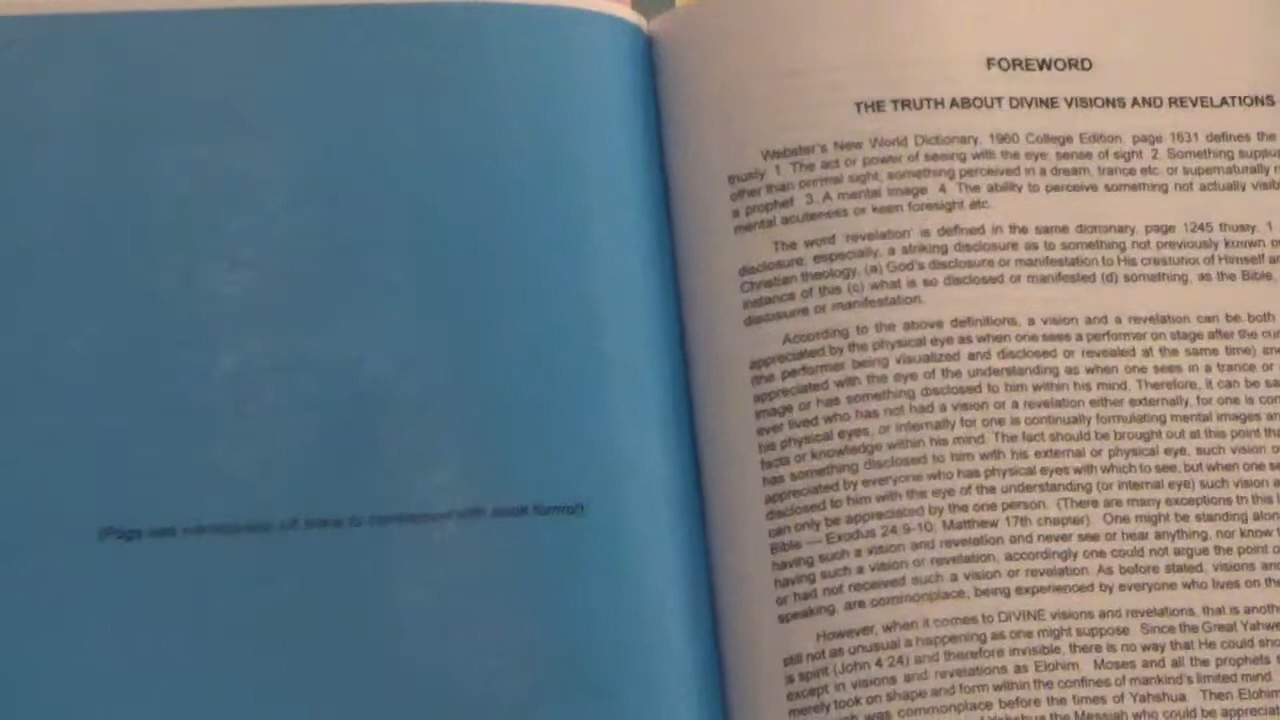 (Page was
FOREWORD
THE TRUTH ABOUT DIVINE VISIONS AND REVELATIONS
Webster's New World Dictionary, 1960 College Edition, page 1631 defines the
thusly. 1. The act or power of seeing with the eye; sense of sight 2. Something
other than normal sight; something perceived in a dream, trance etc. or supernaturally
a prophet 3. A mental image 4. The ability to perceive something not actually
mental acuteness or keen foresight etc.
The word 'revelation' is defined in the same dictionary, page 1245 thusly. 1
disclosure; especially, a striking disclosure as to something not previously known
Christian theology, (a) God's disclosure or manifestation to His creatures of Himself
instance of this (c) what is so disclosed or manifested (d) something, as the Bible,
disclosure or manifestation.
According to the above definitions, a vision and a revelation can be both
appreciated by the physical eye as when one sees a performer on stage after the
(the performer being visualized and disclosed or revealed at the same time)
appreciated with the eye of the understanding as when one sees in a trance or
image or has something disclosed to him within his mind. Therefore, it can be
ever lived who has not had a vision or a revelation either externally, for one is
his physical eyes, or internally for one is continually formulating mental images
facts or knowledge within his mind. The fact should be brought out at this point
has something disclosed to him with his external or physical eye, such vision
appreciated by everyone who has physical eyes with which to see, but when one
disclosed to him with the eye of the understanding (or internal eye) such vision
can only be appreciated by the one person. (There are many exceptions to this
Bible — Exodus 24:9-10; Matthew 17th chapter). One might be standing
having such a vision and revelation and never see or hear anything, nor know
having such a vision or revelation, accordingly one could not argue the point
or had not received such a vision or revelation. As before stated, visions
speaking, are commonplace, being experienced by everyone who lives on
However, when it comes to DIVINE visions and revelations, that is
still not as unusual a happening as one might suppose. Since the Great
is spirit (John 4:24) and therefore invisible, there is no way that He could
except in visions and revelations as Elohim. Moses and all the prophets
merely took on shape and form within the confines of mankind's limited mind
was commonplace before the times of Yahshua. Then
the Messiah who could be